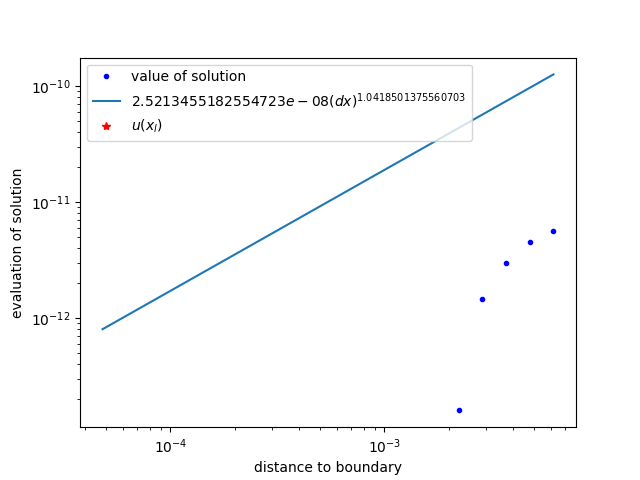 value of solution
2.5213455182554723e − 08(dx)^1.0418501375560703
u(x_l)
10^−10
10^−11
10^−12
evaluation of solution
10^−4
10^−3
distance to boundary